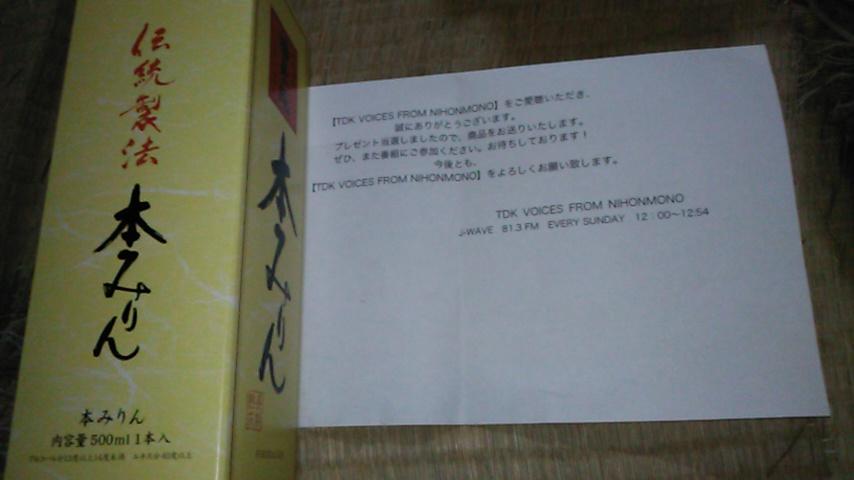 伝統製法
本みりん
本みりん
内容量500ml1本入
本みりん
【TDK VOICES FROM NIHONMONO】をご愛聴いただき、
誠にありがとうございます。
プレゼント当選しましたので、商品をお送りいたします。
ぜひ、また番組にご参加ください。お待ちしております!
今後とも、
【TDK VOICES FROM NIHONMONO】をよろしくお願い致します。
TDK VOICES FROM NIHONMONO
J-WAVE 81.3 FM EVERY SUNDAY 12:00~12:54